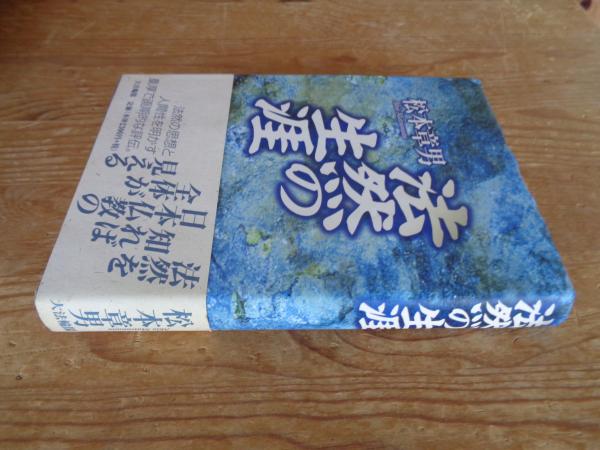 法然の
生涯
松本章男
法然を
知れば
日本仏教の
全体が
見える
法然の思想と
人間性を明かす
法然の生涯
松本章男